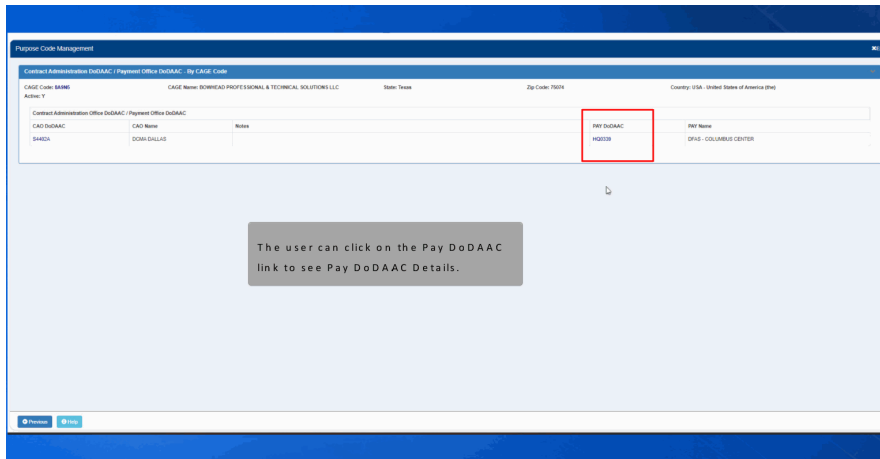 Purpose Code Management
Contract Administration DoDAAC / Payment Office DoDAAC - By CAGE Code
CAGE Code: 8A8N5 CAGE Name: BOWHEAD PROFESSIONAL & TECHNICAL SOLUTIONS LLC State: Texas Zip Code: 75074 Country: USA - United States of America (the)
Active: Y
Contract Administration Office DoDAAC / Payment Office DoDAAC
CAO DoDAAC CAO Name Notes PAY DoDAAC PAY Name
S4402A DCMA DALLAS HQ0339 DFAS - COLUMBUS CENTER
The user can click on the Pay DoDAAC
link to see Pay DoDAAC Details.
Previous Help